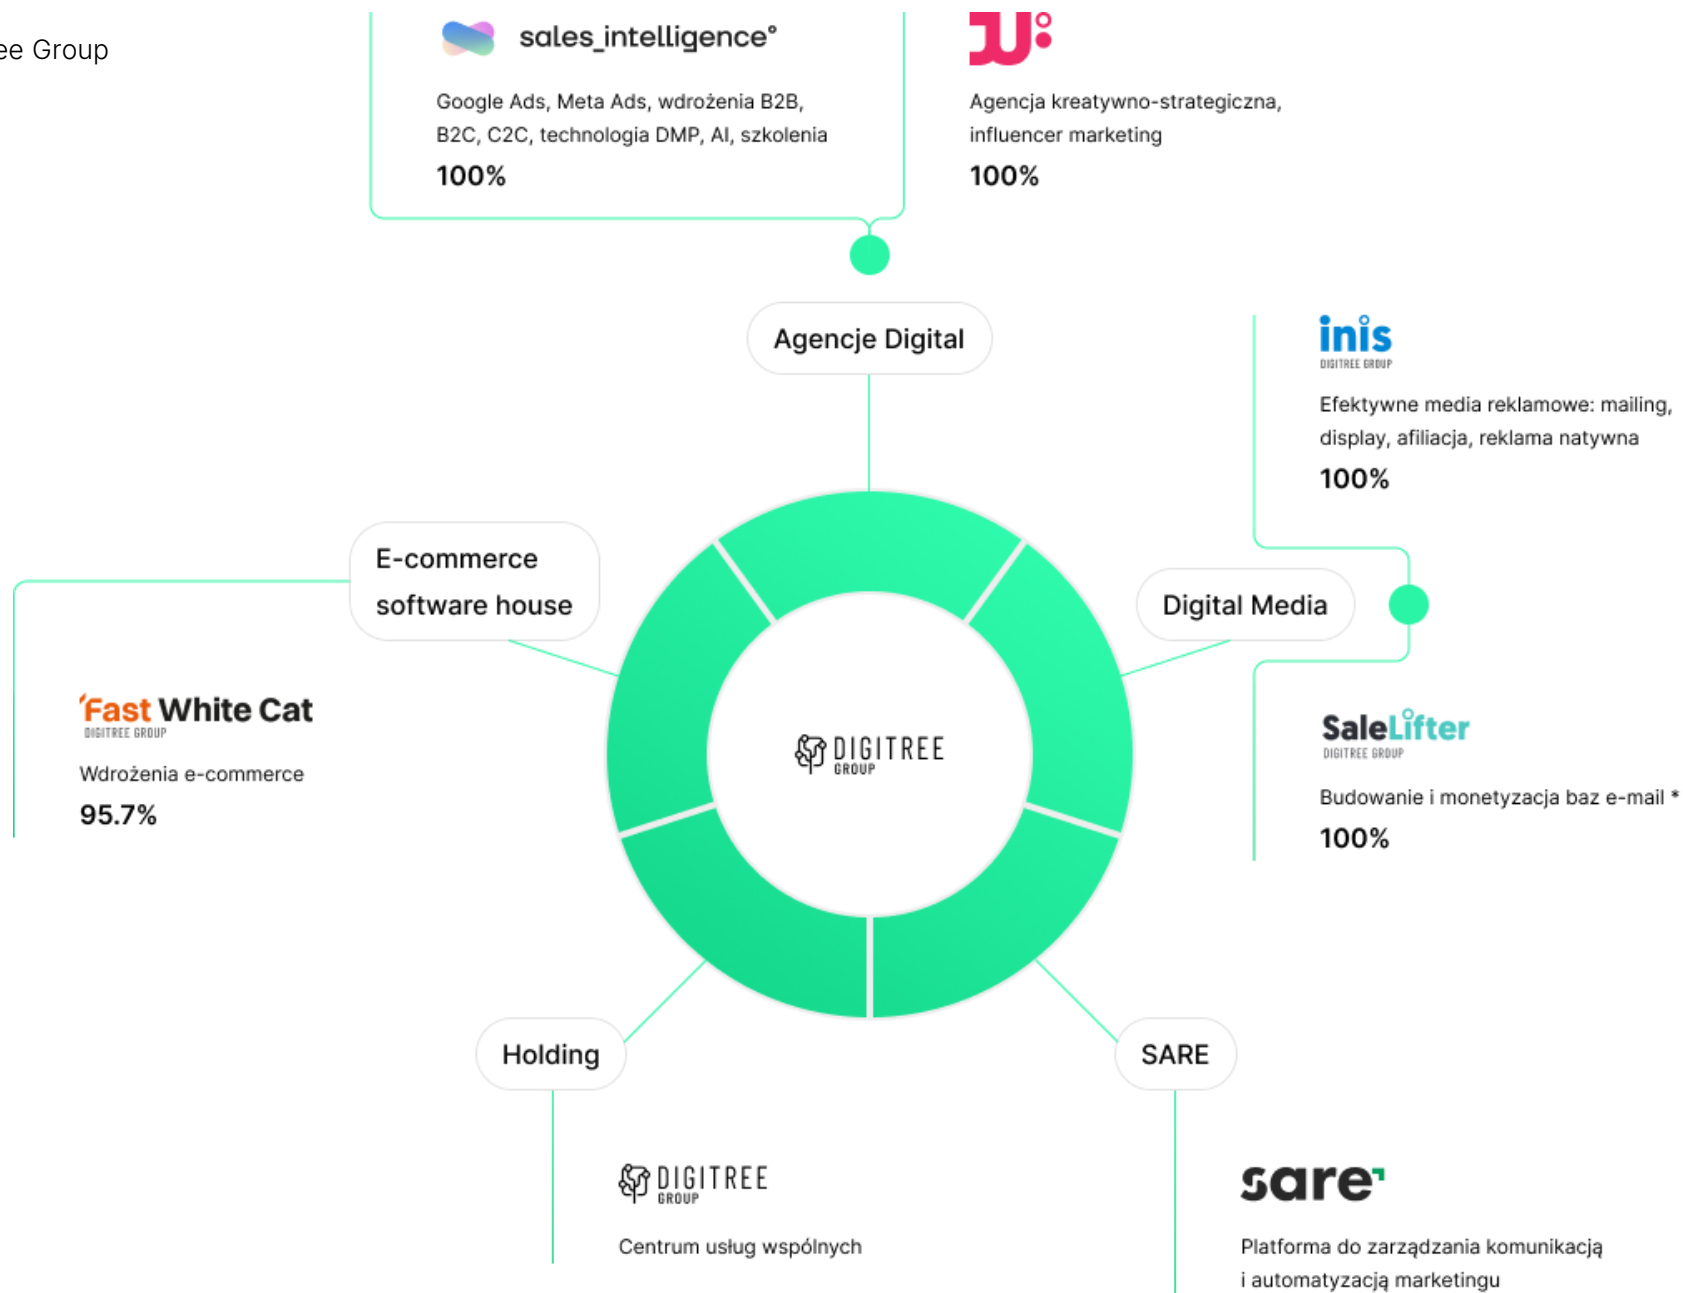 ee Group
sales_intelligence°
Google Ads, Meta Ads, wdrożenia B2B,
B2C, C2C, technologia DMP, AI, szkolenia
100%
Agencja kreatywno-strategiczna,
influencer marketing
100%
Agencje Digital
inis
DIGITREE GROUP
Efektywne media reklamowe: mailing,
display, afiliacja, reklama natywna
100%
E-commerce
software house
Digital Media
Fast White Cat
DIGITREE GROUP
Wdrożenia e-commerce
95.7%
SaleLifter
DIGITREE GROUP
Budowanie i monetyzacja baz e-mail *
100%
DIGITREE
GROUP
Holding
SARE
DIGITREE
GROUP
Centrum usług wspólnych
sare
Platforma do zarządzania komunikacją
i automatyzacją marketingu